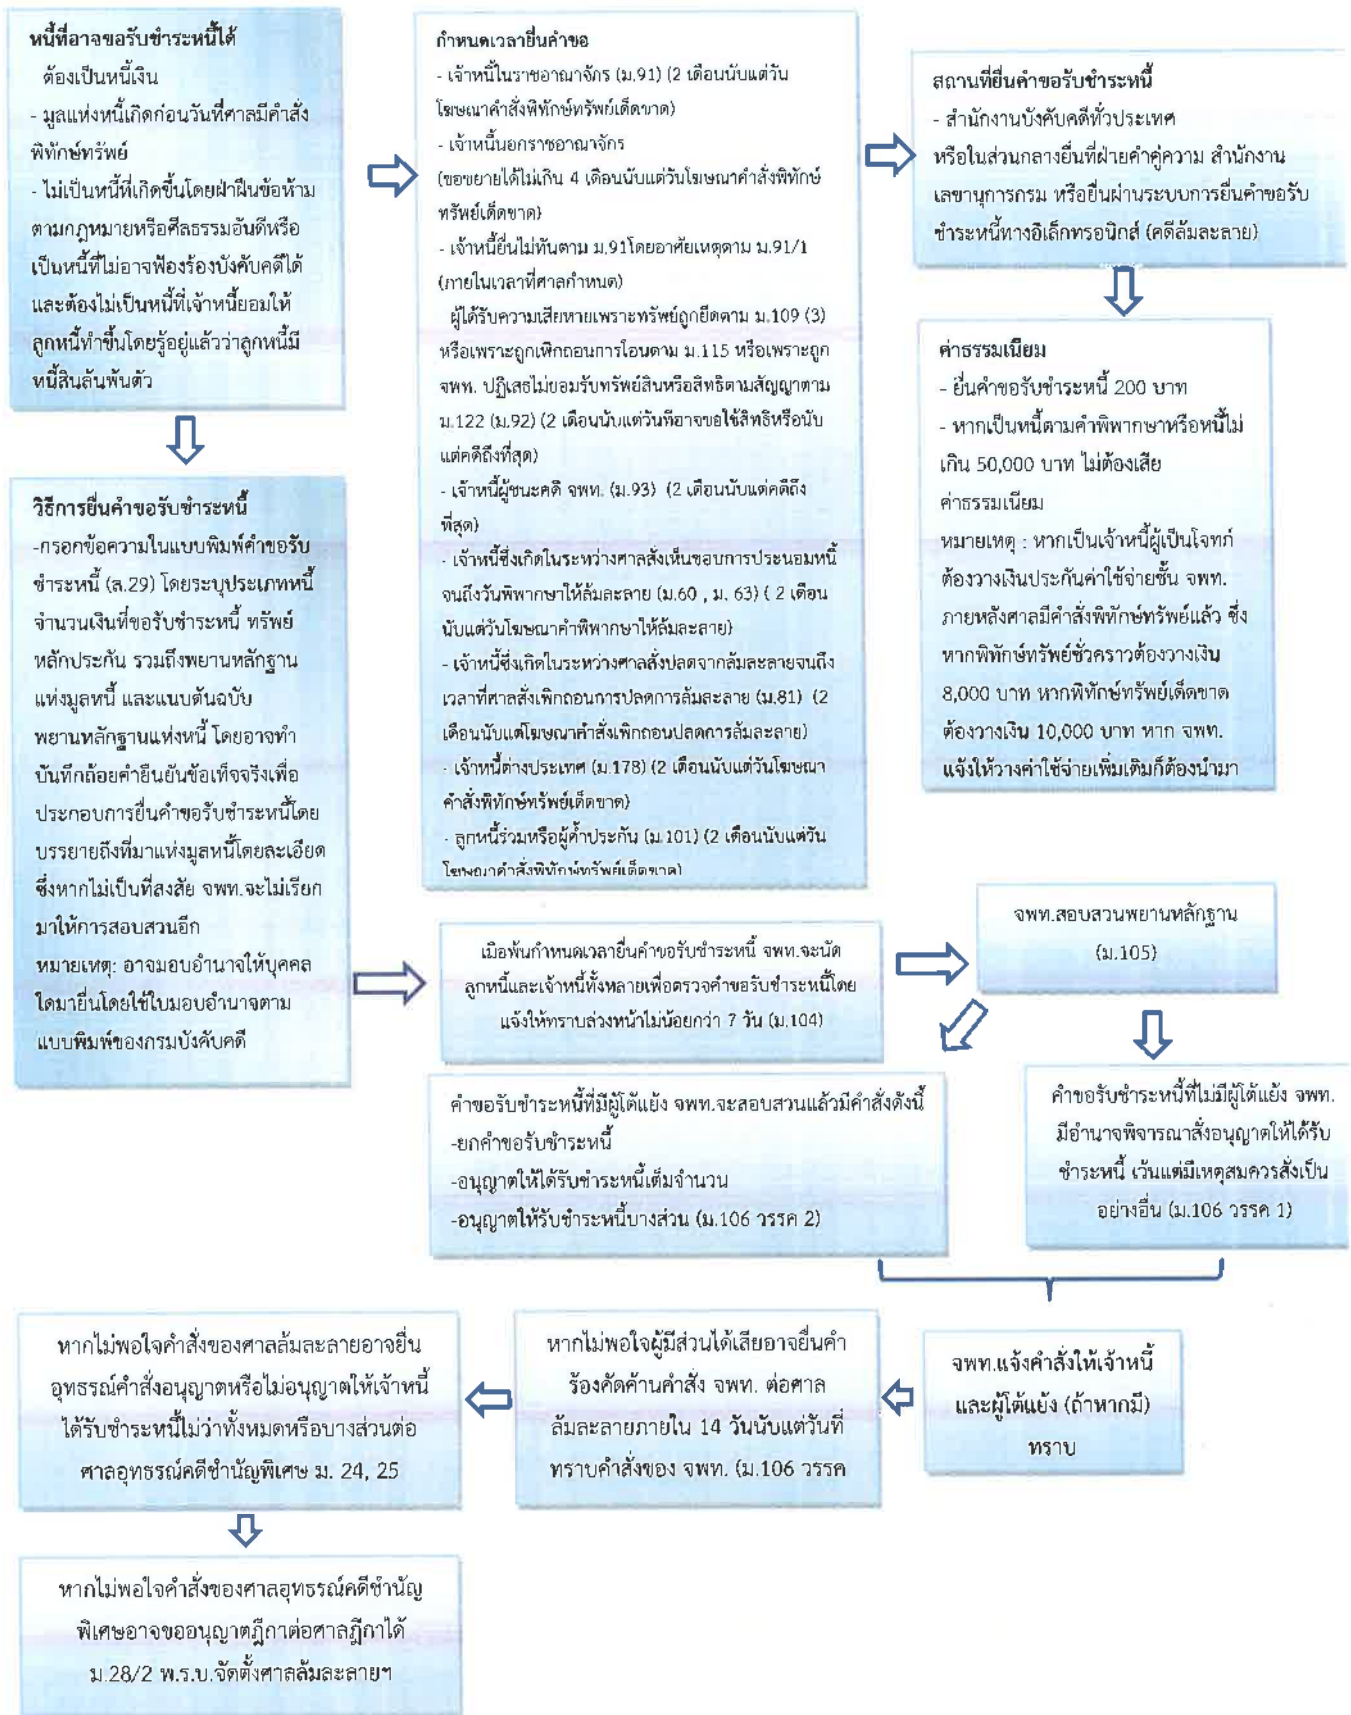 หนี้ที่อาจขอรับชำระหนี้ได้
ต้องเป็นหนี้เงิน
- มูลแห่งหนี้เกิดก่อนวันที่ศาลมีคำสั่ง
พิทักษ์ทรัพย์
- ไม่เป็นหนี้ที่เกิดขึ้นโดยฝ่าฝืนข้อห้าม
ตามกฎหมายหรือศีลธรรมอันดีหรือ
เป็นหนี้ที่ไม่อาจฟ้องร้องบังคับคดีได้
และต้องไม่เป็นหนี้ที่เจ้าหนี้ยอมให้
ลูกหนี้ทำขึ้นโดยรู้อยู่แล้วว่าลูกหนี้มี
หนี้สินล้นพ้นตัว
กำหนดเวลายื่นคำขอ
- เจ้าหนี้ในราชอาณาจักร (ม.91) (2 เดือนนับแต่วัน
โฆษณาคำสั่งพิทักษ์ทรัพย์เด็ดขาด)
- เจ้าหนี้นอกราชอาณาจักร
(ขอขยายได้ไม่เกิน 4 เดือนนับแต่วันโฆษณาคำสั่งพิทักษ์
ทรัพย์เด็ดขาด)
- เจ้าหนี้ยื่นไม่ทันตาม ม.91โดยอาศัยเหตุตาม ม.91/1
(ภายในเวลาที่ศาลกำหนด)
ผู้ได้รับความเสียหายเพราะทรัพย์ถูกยึดตาม ม.109 (3)
หรือเพราะถูกเพิกถอนการโอนตาม ม.115 หรือเพราะถูก
จพท. ปฏิเสธไม่ยอมรับทรัพย์สินหรือสิทธิตามสัญญาตาม
ม.122 (ม.92) (2 เดือนนับแต่วันที่อาจขอใช้สิทธิหรือนับ
แต่คดีถึงที่สุด)
- เจ้าหนี้ผู้ชนะคดี จพท. (ม.93) (2 เดือนนับแต่คดีถึง
ที่สุด)
- เจ้าหนี้ซึ่งเกิดในระหว่างศาลสั่งเห็นชอบการประนอมหนี้
จนถึงวันพิพากษาให้ล้มละลาย (ม.60 , ม. 63) ( 2 เดือน
นับแต่วันโฆษณาคำพิพากษาให้ล้มละลาย)
- เจ้าหนี้ซึ่งเกิดในระหว่างศาลสั่งปลดจากล้มละลายจนถึง
เวลาที่ศาลสั่งเพิกถอนการปลดการล้มละลาย (ม.81) (2
เดือนนับแต่โฆษณาคำสั่งเพิกถอนปลดการล้มละลาย)
- เจ้าหนี้ต่างประเทศ (ม.178) (2 เดือนนับแต่วันโฆษณา
คำสั่งพิทักษ์ทรัพย์เด็ดขาด)
- ลูกหนี้ร่วมหรือผู้ค้ำประกัน (ม.101) (2 เดือนนับแต่วัน
โฆษณาคำสั่งพิทักษ์ทรัพย์เด็ดขาด)
สถานที่ยื่นคำขอรับชำระหนี้
- สำนักงานบังคับคดีทั่วประเทศ
หรือในส่วนกลางยื่นที่ฝ่ายคำคู่ความ สำนักงาน
เลขานุการกรม หรือยื่นผ่านระบบการยื่นคำขอรับ
ชำระหนี้ทางอิเล็กทรอนิกส์ (คดีล้มละลาย)
ค่าธรรมเนียม
- ยื่นคำขอรับชำระหนี้ 200 บาท
- หากเป็นหนี้ตามคำพิพากษาหรือหนี้ไม่
เกิน 50,000 บาท ไม่ต้องเสีย
ค่าธรรมเนียม
หมายเหตุ : หากเป็นเจ้าหนี้ผู้เป็นโจทก์
ต้องวางเงินประกันค่าใช้จ่ายชั้น จพท.
ภายหลังศาลมีคำสั่งพิทักษ์ทรัพย์แล้ว ซึ่ง
หากพิทักษ์ทรัพย์ชั่วคราวต้องวางเงิน
8,000 บาท หากพิทักษ์ทรัพย์เด็ดขาด
ต้องวางเงิน 10,000 บาท หาก จพท.
แจ้งให้วางค่าใช้จ่ายเพิ่มเติมก็ต้องนำมา
วิธีการยื่นคำขอรับชำระหนี้
-กรอกข้อความในแบบพิมพ์คำขอรับ
ชำระหนี้ (ล.29) โดยระบุประเภทหนี้
จำนวนเงินที่ขอรับชำระหนี้ ทรัพย์
หลักประกัน รวมถึงพยานหลักฐาน
แห่งมูลหนี้ และแนบต้นฉบับ
พยานหลักฐานแห่งหนี้ โดยอาจทำ
บันทึกถ้อยคำยืนยันข้อเท็จจริงเพื่อ
ประกอบการยื่นคำขอรับชำระหนี้โดย
บรรยายถึงที่มาแห่งมูลหนี้โดยละเอียด
ซึ่งหากไม่เป็นที่สงสัย จพท.จะไม่เรียก
มาให้การสอบสวนอีก
หมายเหตุ: อาจมอบอำนาจให้บุคคล
ใดมายื่นโดยใช้ใบมอบอำนาจตาม
แบบพิมพ์ของกรมบังคับคดี
เมื่อพ้นกำหนดเวลายื่นคำขอรับชำระหนี้ จพท.จะนัด
ลูกหนี้และเจ้าหนี้ทั้งหลายเพื่อตรวจคำขอรับชำระหนี้โดย
แจ้งให้ทราบล่วงหน้าไม่น้อยกว่า 7 วัน (ม.104)
จพท.สอบสวนพยานหลักฐาน
(ม.105)
คำขอรับชำระหนี้ที่มีผู้โต้แย้ง จพท.จะสอบสวนแล้วมีคำสั่งดังนี้
-ยกคำขอรับชำระหนี้
-อนุญาตให้ได้รับชำระหนี้เต็มจำนวน
-อนุญาตให้รับชำระหนี้บางส่วน (ม.106 วรรค 2)
คำขอรับชำระหนี้ที่ไม่มีผู้โต้แย้ง จพท.
มีอำนาจพิจารณาสั่งอนุญาตให้ได้รับ
ชำระหนี้ เว้นแต่มีเหตุสมควรสั่งเป็น
อย่างอื่น (ม.106 วรรค 1)
จพท.แจ้งคำสั่งให้เจ้าหนี้
และผู้โต้แย้ง (ถ้าหากมี)
ทราบ
หากไม่พอใจผู้มีส่วนได้เสียอาจยื่นคำ
ร้องคัดค้านคำสั่ง จพท. ต่อศาล
ล้มละลายภายใน 14 วันนับแต่วันที่
ทราบคำสั่งของ จพท. (ม.106 วรรค
หากไม่พอใจคำสั่งของศาลล้มละลายอาจยื่น
อุทธรณ์คำสั่งอนุญาตหรือไม่อนุญาตให้เจ้าหนี้
ได้รับชำระหนี้ไม่ว่าทั้งหมดหรือบางส่วนต่อ
ศาลอุทธรณ์คดีชำนัญพิเศษ ม. 24, 25
หากไม่พอใจคำสั่งของศาลอุทธรณ์คดีชำนัญ
พิเศษอาจขออนุญาตฎีกาต่อศาลฎีกาได้
ม.28/2 พ.ร.บ.จัดตั้งศาลล้มละลายฯ